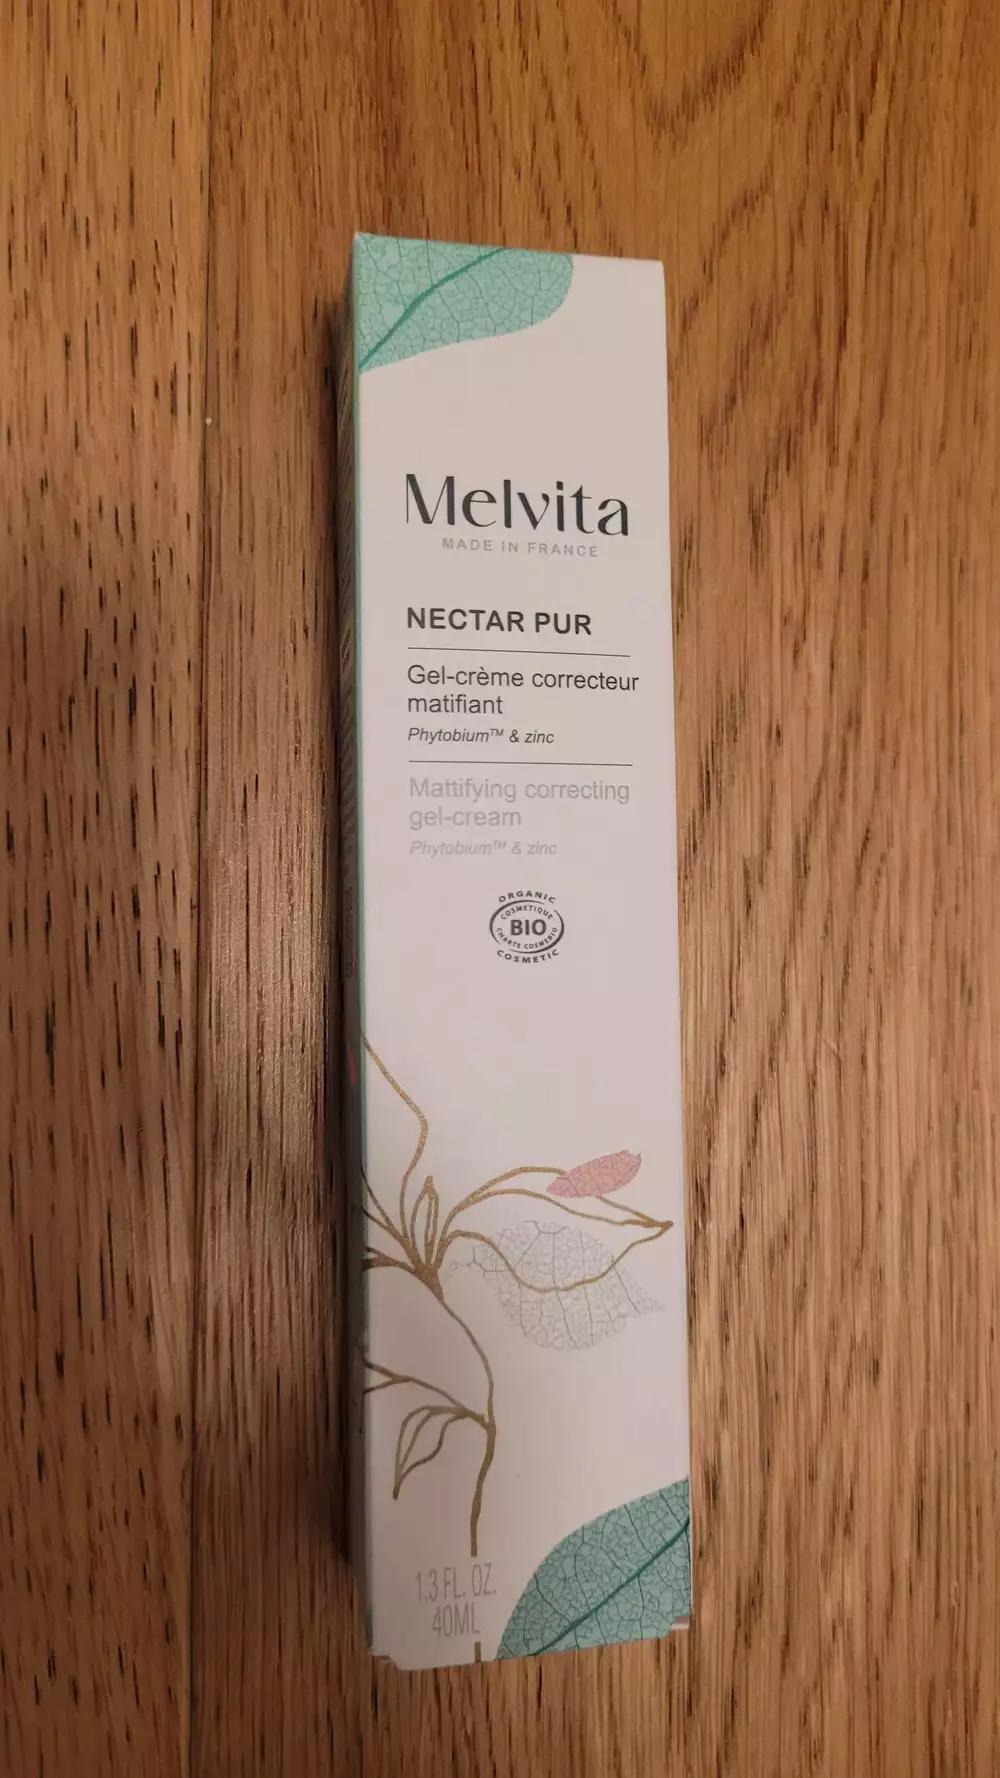 Melvita
MADE IN FRANCE
NECTAR PUR
Gel-crème correcteur
matifiant
Phytobium™ & zinc
Mattifying correcting
gel-cream
Phytobium™ & zinc
ORGANIC
COSMETIQUE
BIO
CHARTE COSMEBIO
COSMETIC
1.3 FL. OZ.
40ML